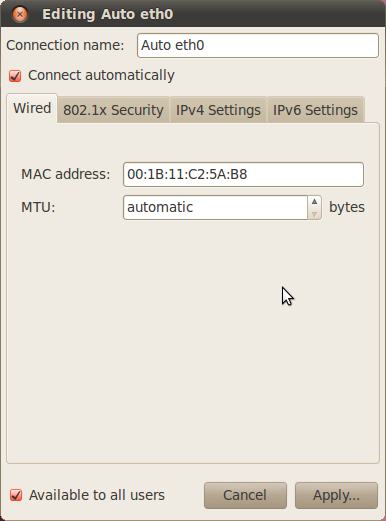 Editing Auto eth0
Connection name: Auto eth0
Connect automatically
Wired 802.1x Security IPv4 Settings IPv6 Settings
MAC address: 00:1B:11:C2:5A:B8
MTU: automatic bytes
Available to all users Cancel Apply...